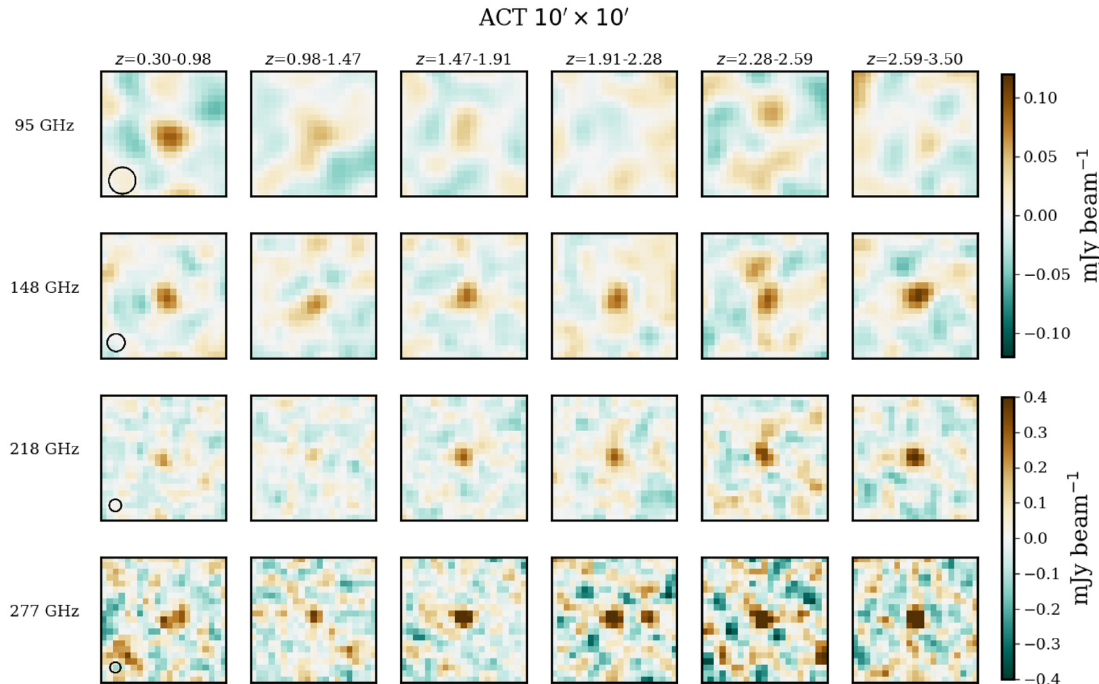 ACT 10′ × 10′
z=0.30-0.98 z=0.98-1.47 z=1.47-1.91 z=1.91-2.28 z=2.28-2.59 z=2.59-3.50
95 GHz
148 GHz
218 GHz
277 GHz
0.10
0.05
0.00
−0.05
−0.10
mJy beam⁻¹
0.4
0.3
0.2
0.1
0.0
−0.1
−0.2
−0.3
−0.4
mJy beam⁻¹